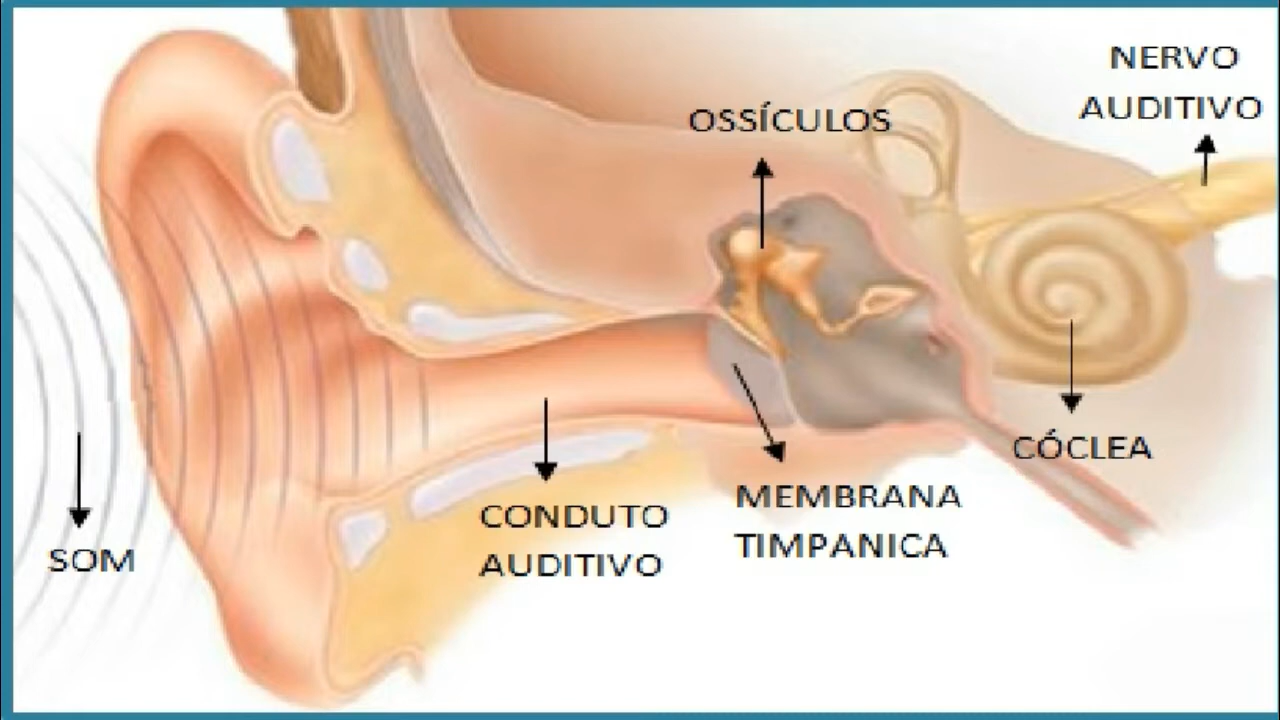 NERVO
AUDITIVO
OSSÍCULOS
CÓCLEA
MEMBRANA
TIMPANICA
CONDUTO
AUDITIVO
SOM